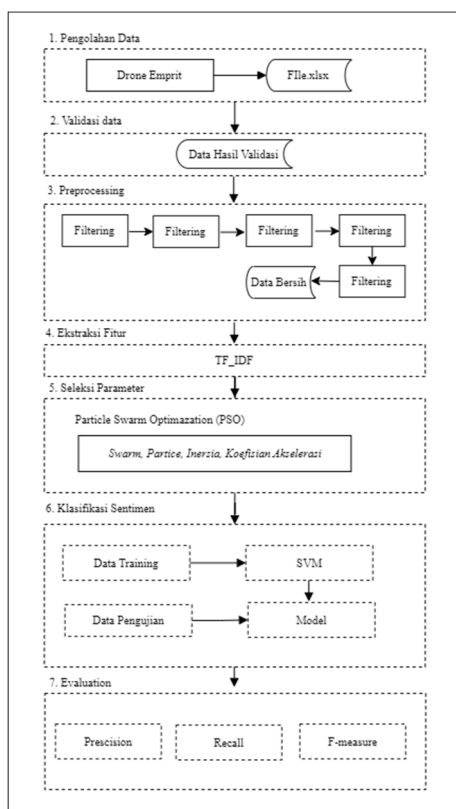 1. Pengolahan Data
Drone Emprit
FIle.xlsx
2. Validasi data
Data Hasil Validasi
3. Preprocessing
Filtering
Filtering
Filtering
Filtering
Data Bersih
Filtering
4. Ekstraksi Fitur
TF_IDF
5. Seleksi Parameter
Particle Swarm Optimazation (PSO)
Swarm, Partice, Inersia, Koefisian Akselerasi
6. Klasifikasi Sentimen
Data Training
SVM
Data Pengujian
Model
7. Evaluation
Prescision
Recall
F-measure